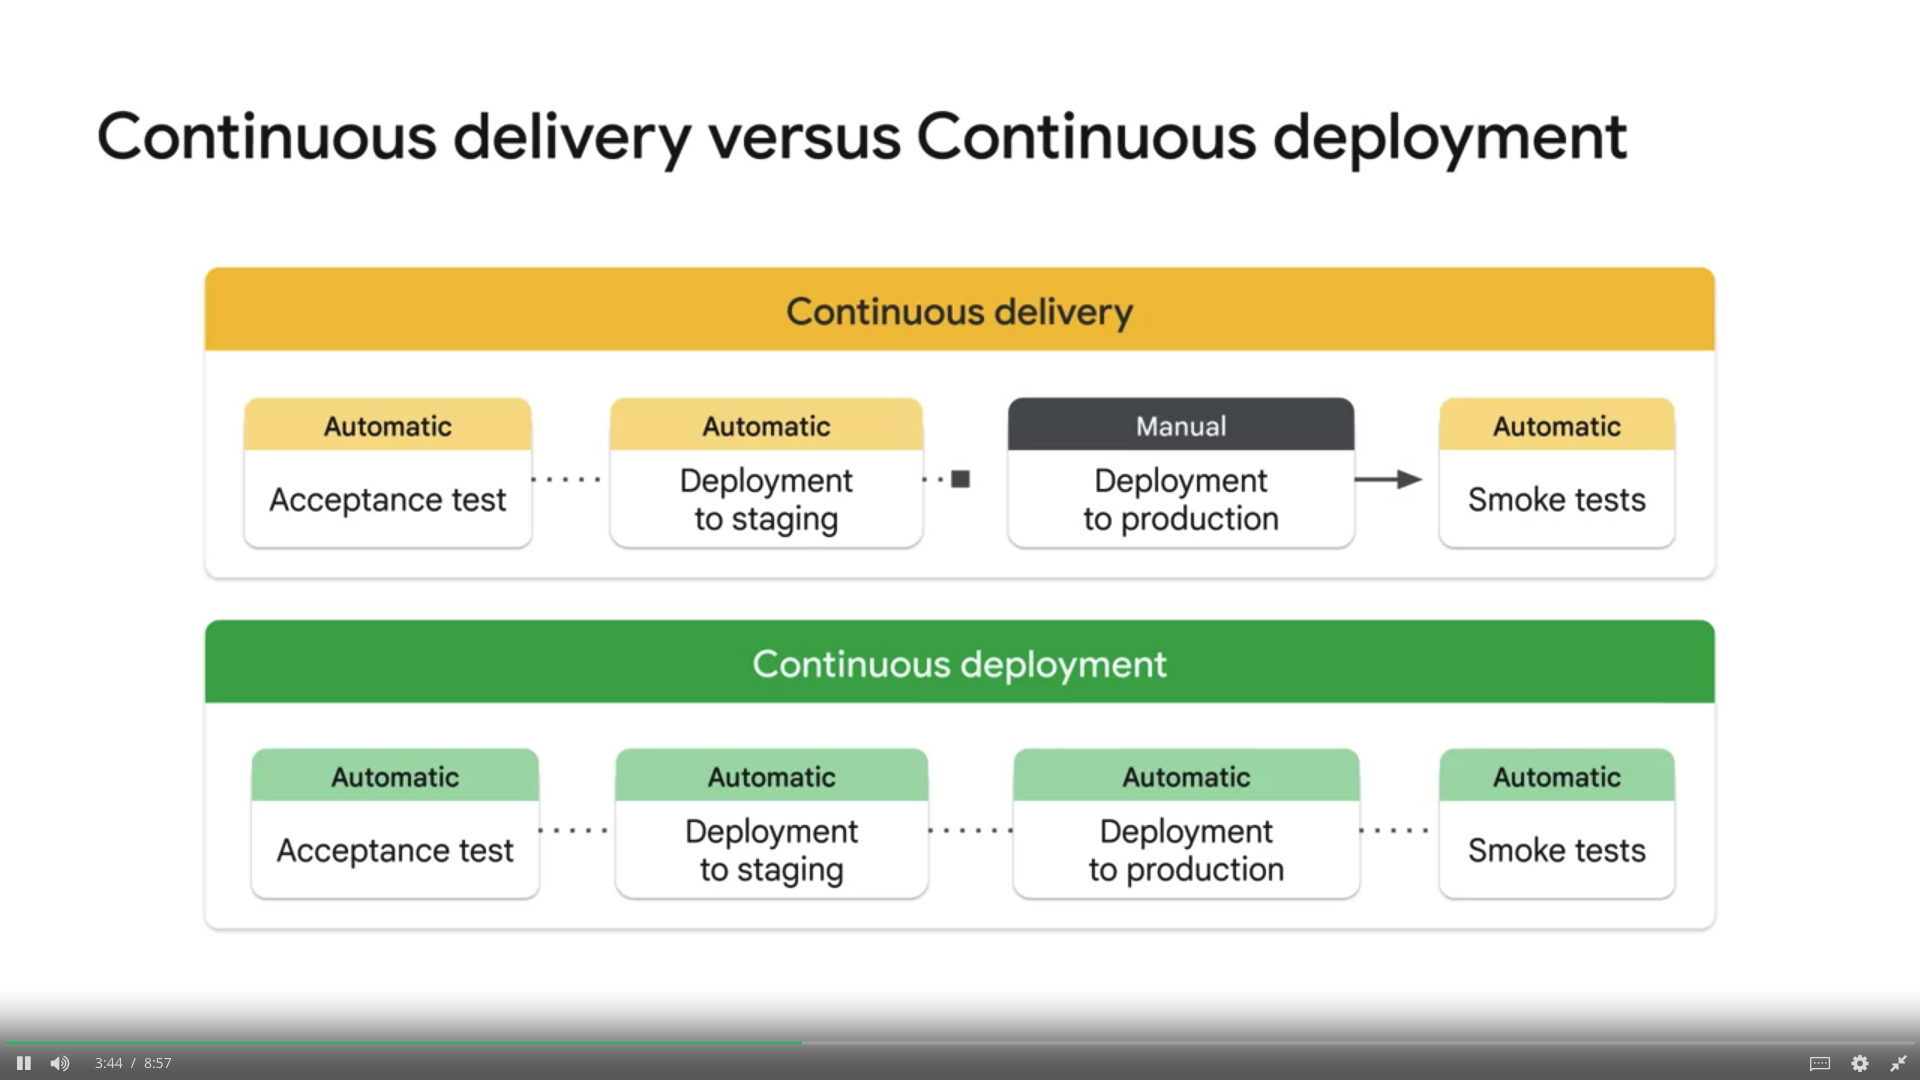 Continuous delivery versus Continuous deployment
Continuous delivery
Automatic
Acceptance test
Automatic
Deployment
to staging
Manual
Deployment
to production
Automatic
Smoke tests
Continuous deployment
Automatic
Acceptance test
Automatic
Deployment
to staging
Automatic
Deployment
to production
Automatic
Smoke tests
3:44 / 8:57